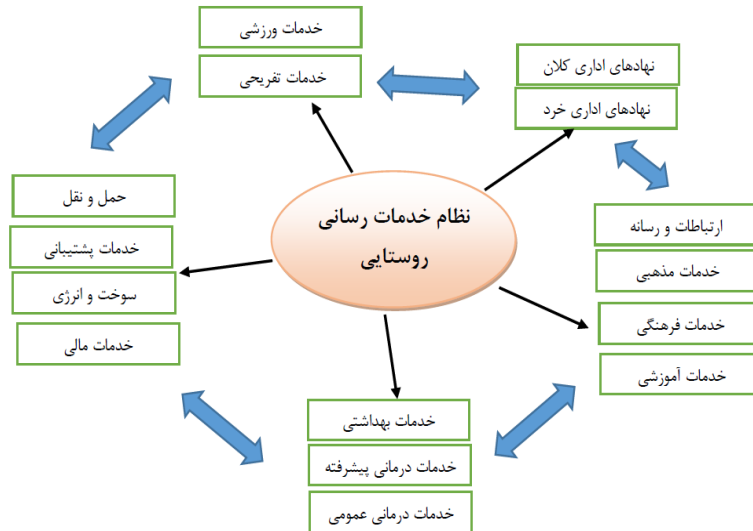 خدمات ورزشی
خدمات تفریحی
نهادهای اداری کلان
نهادهای اداری خرد
نظام خدمات رسانی
روستایی
ارتباطات و رسانه
خدمات مذهبی
خدمات فرهنگی
خدمات آموزشی
حمل و نقل
خدمات پشتیبانی
سوخت و انرژی
خدمات مالی
خدمات بهداشتی
خدمات درمانی پیشرفته
خدمات درمانی عمومی